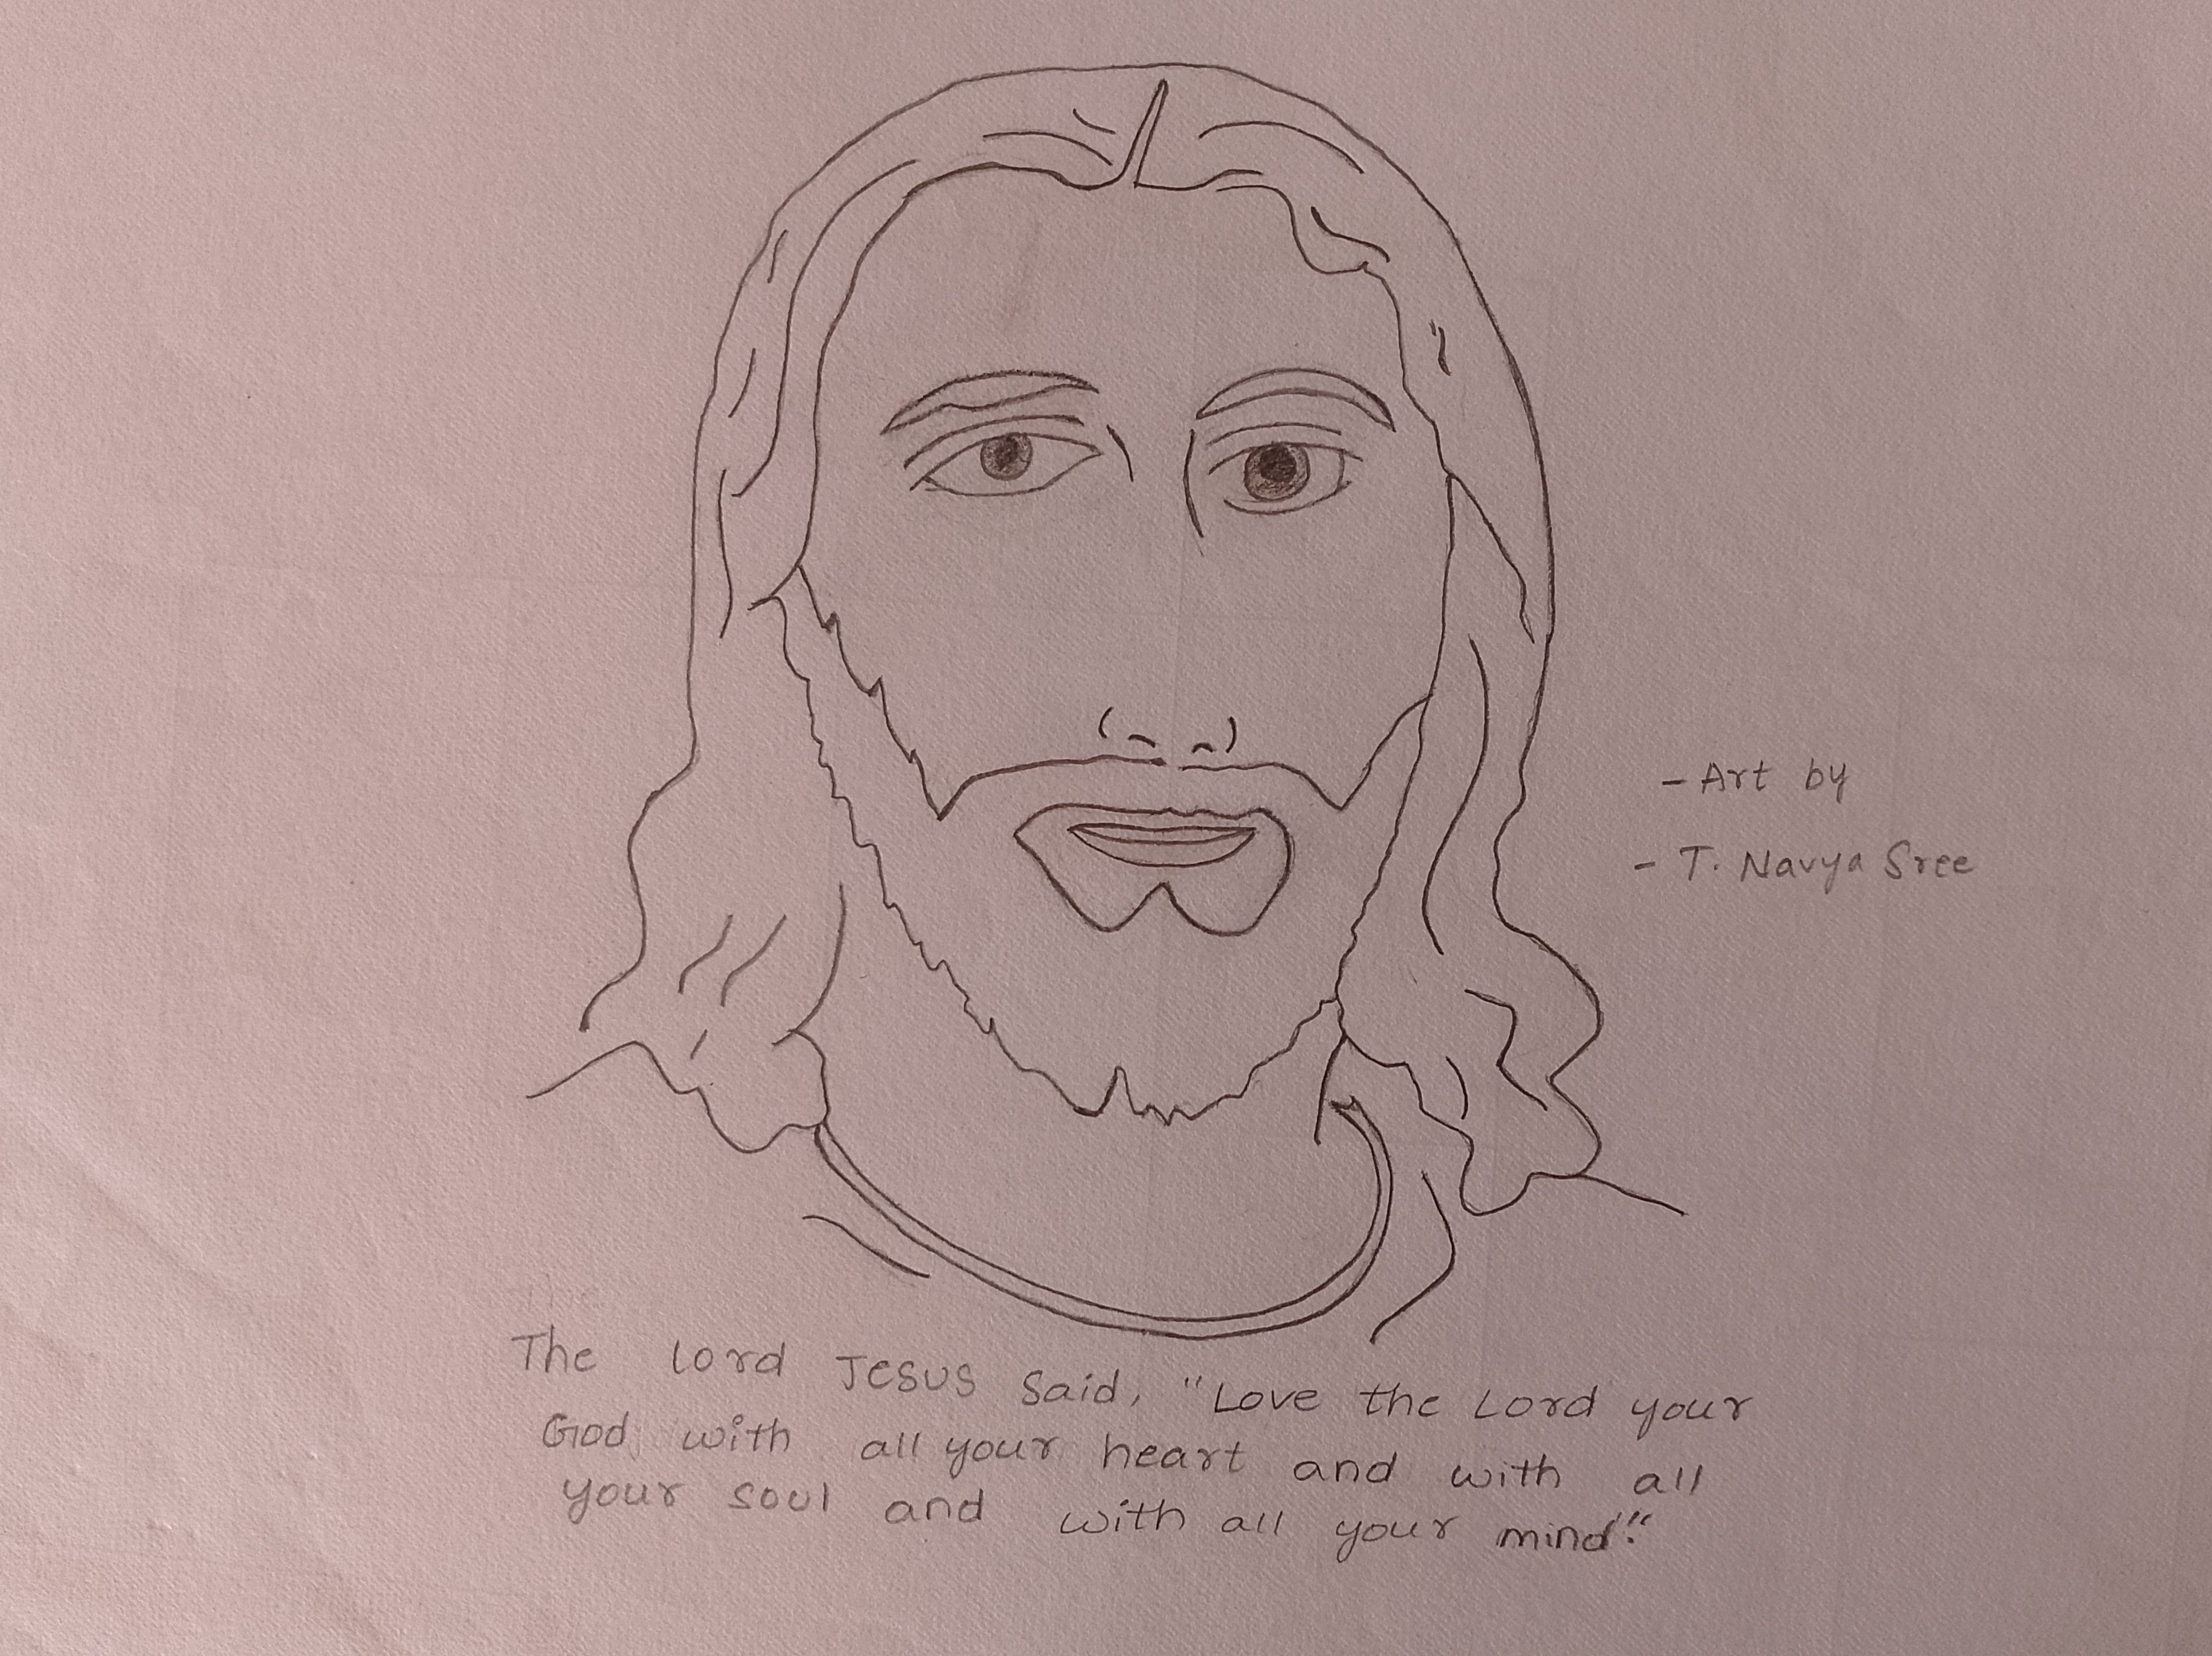 - Art by
- T. Navya Sree
The lord Jesus said, "Love the Lord your
God with all your heart and with all
your soul and with all your mind."